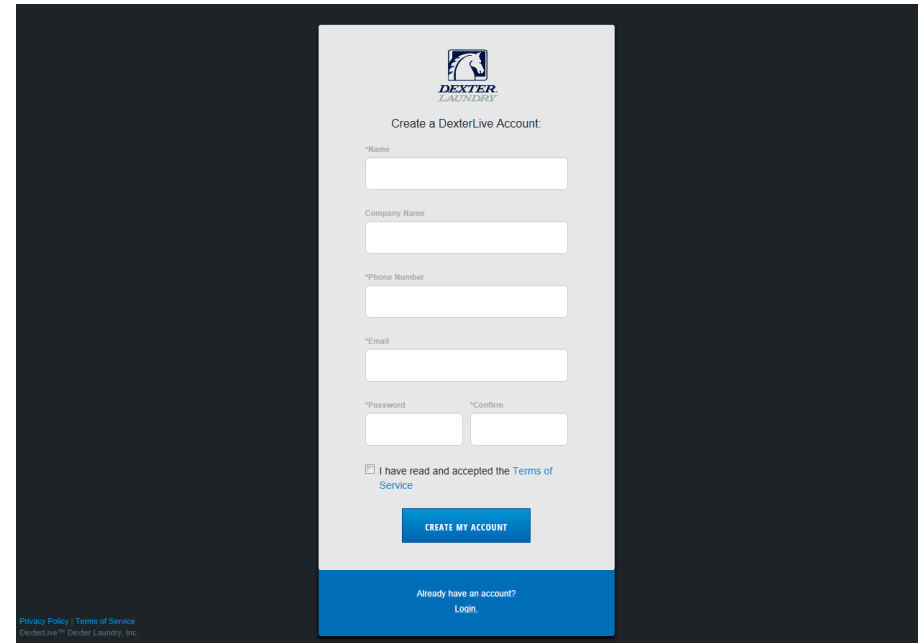 DEXTER
LAUNDRY
Create a DexterLive Account:
*Name
Company Name
*Phone Number
*Email
*Password *Confirm
I have read and accepted the Terms of
Service
CREATE MY ACCOUNT
Already have an account?
Login.
Privacy Policy | Terms of Service
DexterLive™ Dexter Laundry, Inc.